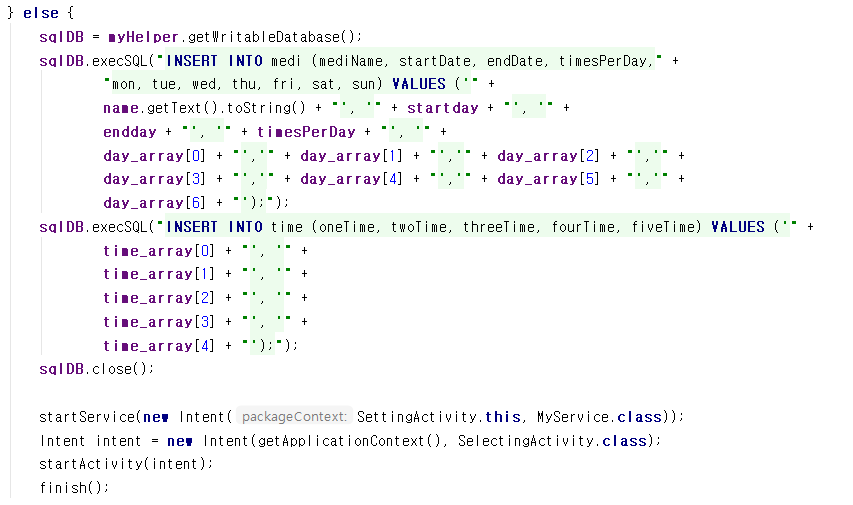 } else {
sqlDB = myHelper.getWritableDatabase();
sqlDB.execSQL("INSERT INTO medi (mediName, startDate, endDate, timesPerDay," +
"mon, tue, wed, thu, fri, sat, sun) VALUES ('" +
name.getText().toString() + "', '" + startday + "', '" +
endday + "', '" + timesPerDay + "', '" +
day_array[0] + "','" + day_array[1] + "','" + day_array[2] + "','" +
day_array[3] + "','" + day_array[4] + "','" + day_array[5] + "','" +
day_array[6] + "');");
sqlDB.execSQL("INSERT INTO time (oneTime, twoTime, threeTime, fourTime, fiveTime) VALUES ('" +
time_array[0] + "', '" +
time_array[1] + "', '" +
time_array[2] + "', '" +
time_array[3] + "', '" +
time_array[4] + "');");
sqlDB.close();
startService(new Intent( packageContext: SettingActivity.this, MyService.class));
Intent intent = new Intent(getApplicationContext(), SelectingActivity.class);
startActivity(intent);
finish();